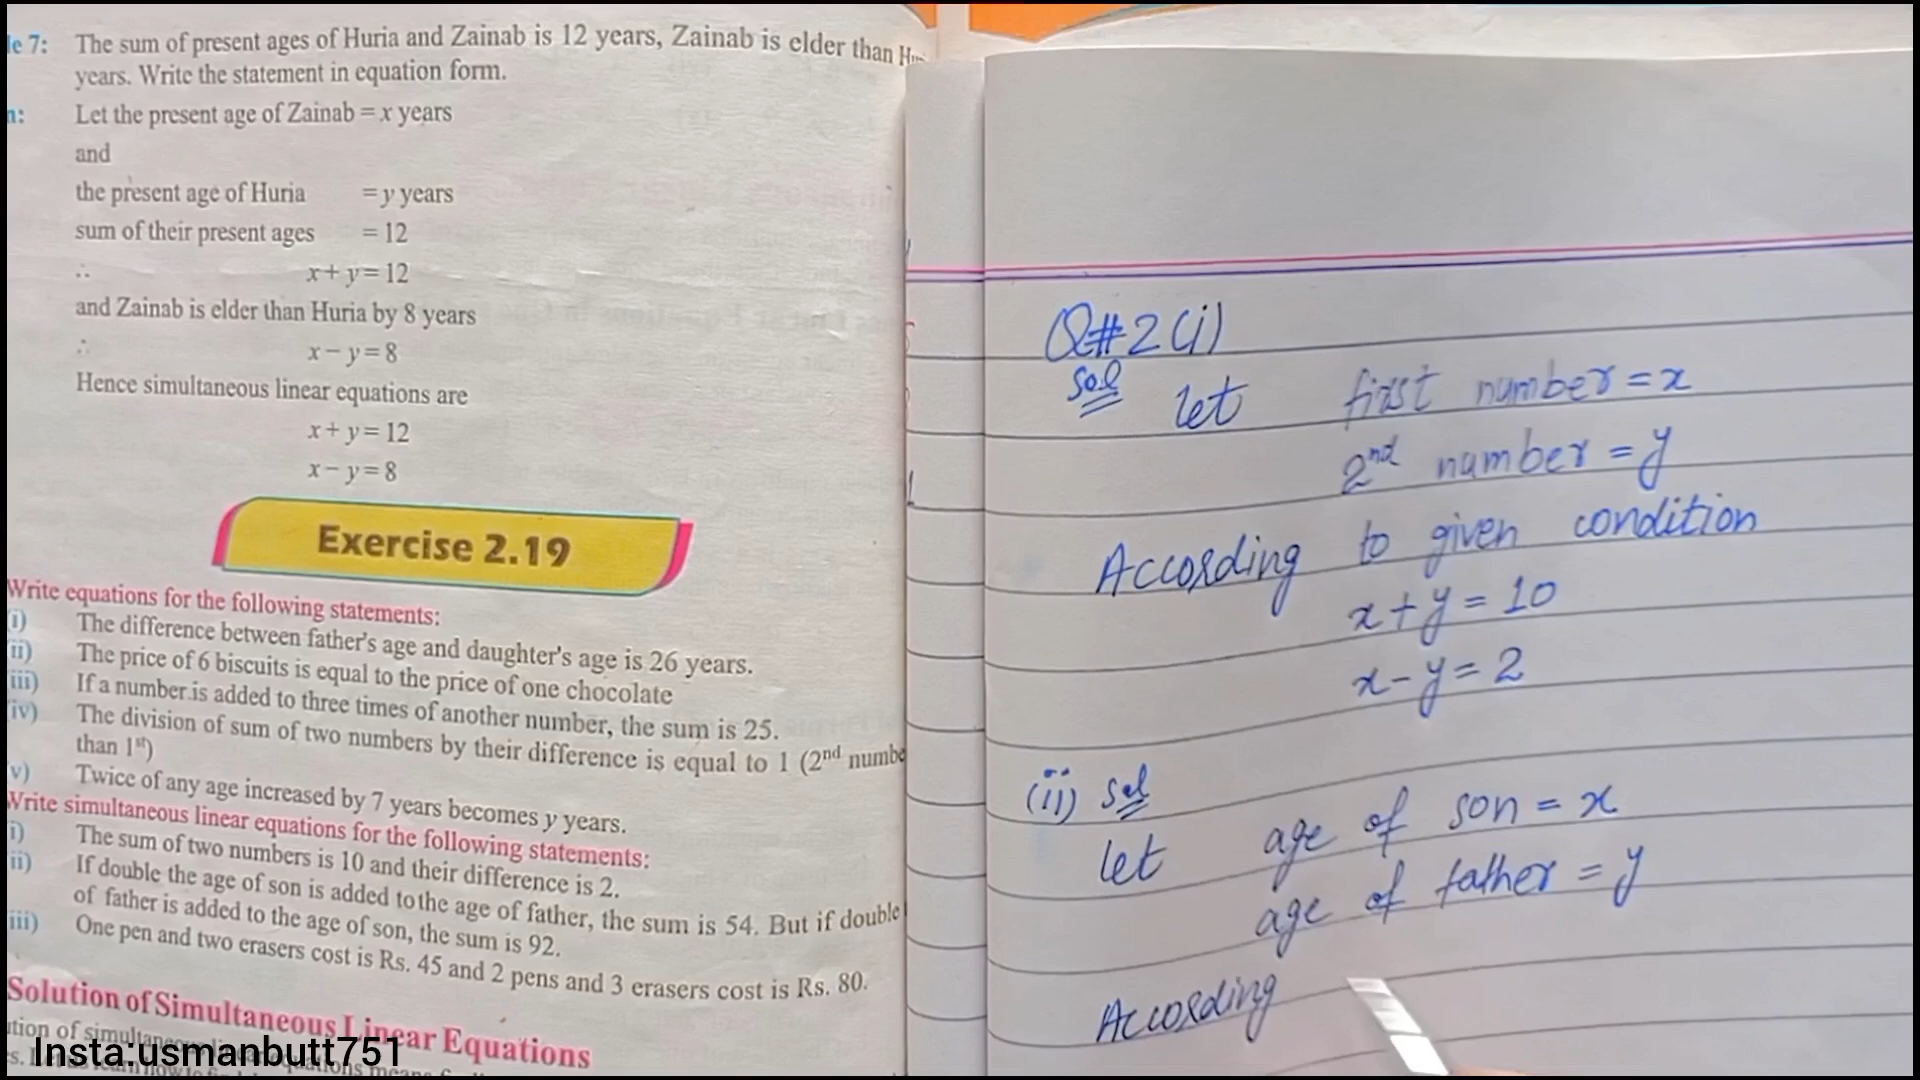 le 7: The sum of present ages of Huria and Zainab is 12 years, Zainab is elder than
years. Write the statement in equation form.
n: Let the present age of Zainab = x years
and
the present age of Huria = y years
sum of their present ages = 12
∴ x + y = 12
and Zainab is elder than Huria by 8 years
∴ x − y = 8
Hence simultaneous linear equations are
x + y = 12
x − y = 8
Exercise 2.19
Write equations for the following statements:
i) The difference between father's age and daughter's age is 26 years.
ii) The price of 6 biscuits is equal to the price of one chocolate
iii) If a number is added to three times of another number, the sum is 25.
iv) The division of sum of two numbers by their difference is equal to 1 (2nd numbe
than 1st)
v) Twice of any age increased by 7 years becomes y years.
Write simultaneous linear equations for the following statements:
i) The sum of two numbers is 10 and their difference is 2.
ii) If double the age of son is added to the age of father, the sum is 54. But if double
of father is added to the age of son, the sum is 92.
iii) One pen and two erasers cost is Rs. 45 and 2 pens and 3 erasers cost is Rs. 80.
Solution of Simultaneous Linear Equations
Insta:usmanbutt751
Q#2(i)
Sol let first number = x
2nd number = y
According to given condition
x + y = 10
x - y = 2
(ii) Sol
let age of son = x
age of father = y
According